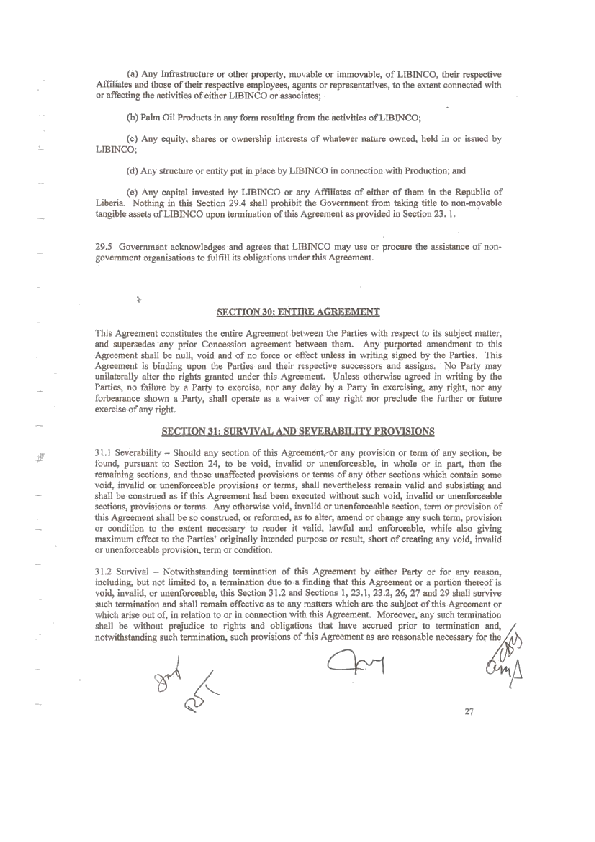 (a) Any Infrastructure or other property, movable or immovable, of LIBINCO, their respective
Affiliates and those of their respective employees, agents or representatives, to the extent connected with
or affecting the activities of either LIBINCO or associates;
(b) Palm Oil Products in any form resulting from the activities of LIBINCO;
(c) Any equity, shares or ownership interests of whatever nature owned, held in or issued by
LIBINCO;
(d) Any structure or entity put in place by LIBINCO in connection with Production; and
(e) Any capital invested by LIBINCO or any Affiliates of either of them in the Republic of
Liberia. Nothing in this Section 29.4 shall prohibit the Government from taking title to non-movable
tangible assets of LIBINCO upon termination of this Agreement as provided in Section 23. 1.
29.5 Government acknowledges and agrees that LIBINCO may use or procure the assistance of non-
government organisations to fulfill its obligations under this Agreement.
SECTION 30: ENTIRE AGREEMENT
This Agreement constitutes the entire Agreement between the Parties with respect to its subject matter,
and supersedes any prior Concession agreement between them. Any purported amendment to this
Agreement shall be null, void and of no force or effect unless in writing signed by the Parties. This
Agreement is binding upon the Parties and their respective successors and assigns. No Party may
unilaterally alter the rights granted under this Agreement. Unless otherwise agreed in writing by the
Parties, no failure by a Party to exercise, nor any delay by a Party in exercising, any right, nor any
forbearance shown a Party, shall operate as a waiver of any right nor preclude the further or future
exercise of any right.
SECTION 31: SURVIVAL AND SEVERABILITY PROVISIONS
31.1 Severability – Should any section of this Agreement, or any provision or term of any section, be
found, pursuant to Section 24, to be void, invalid or unenforceable, in whole or in part, then the
remaining sections, and those unaffected provisions or terms of any other sections which contain some
void, invalid or unenforceable provisions or terms, shall nevertheless remain valid and subsisting and
shall be construed as if this Agreement had been executed without such void, invalid or unenforceable
sections, provisions or terms. Any otherwise void, invalid or unenforceable section, term or provision of
this Agreement shall be so construed, or reformed, as to alter, amend or change any such term, provision
or condition to the extent necessary to render it valid, lawful and enforceable, while also giving
maximum effect to the Parties' originally intended purpose or result, short of creating any void, invalid
or unenforceable provision, term or condition.
31.2 Survival – Notwithstanding termination of this Agreement by either Party or for any reason,
including, but not limited to, a termination due to a finding that this Agreement or a portion thereof is
void, invalid, or unenforceable, this Section 31.2 and Sections 1, 23.1, 23.2, 26, 27 and 29 shall survive
such termination and shall remain effective as to any matters which are the subject of this Agreement or
which arise out of, in relation to or in connection with this Agreement. Moreover, any such termination
shall be without prejudice to rights and obligations that have accrued prior to termination and,
notwithstanding such termination, such provisions of this Agreement as are reasonable necessary for the
27